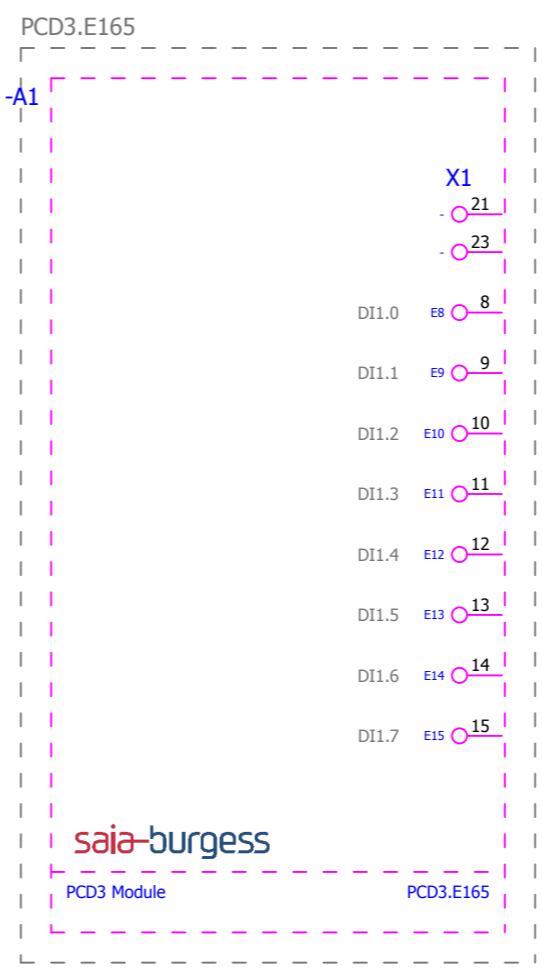 PCD3.E165
-A1
X1
- 21
- 23
DI1.0 E8 8
DI1.1 E9 9
DI1.2 E10 10
DI1.3 E11 11
DI1.4 E12 12
DI1.5 E13 13
DI1.6 E14 14
DI1.7 E15 15
saia-burgess
PCD3 Module PCD3.E165